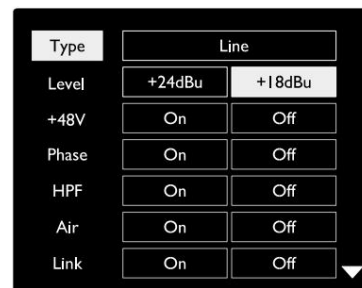 Type Line
Level +24dBu +18dBu
+48V On Off
Phase On Off
HPF On Off
Air On Off
Link On Off